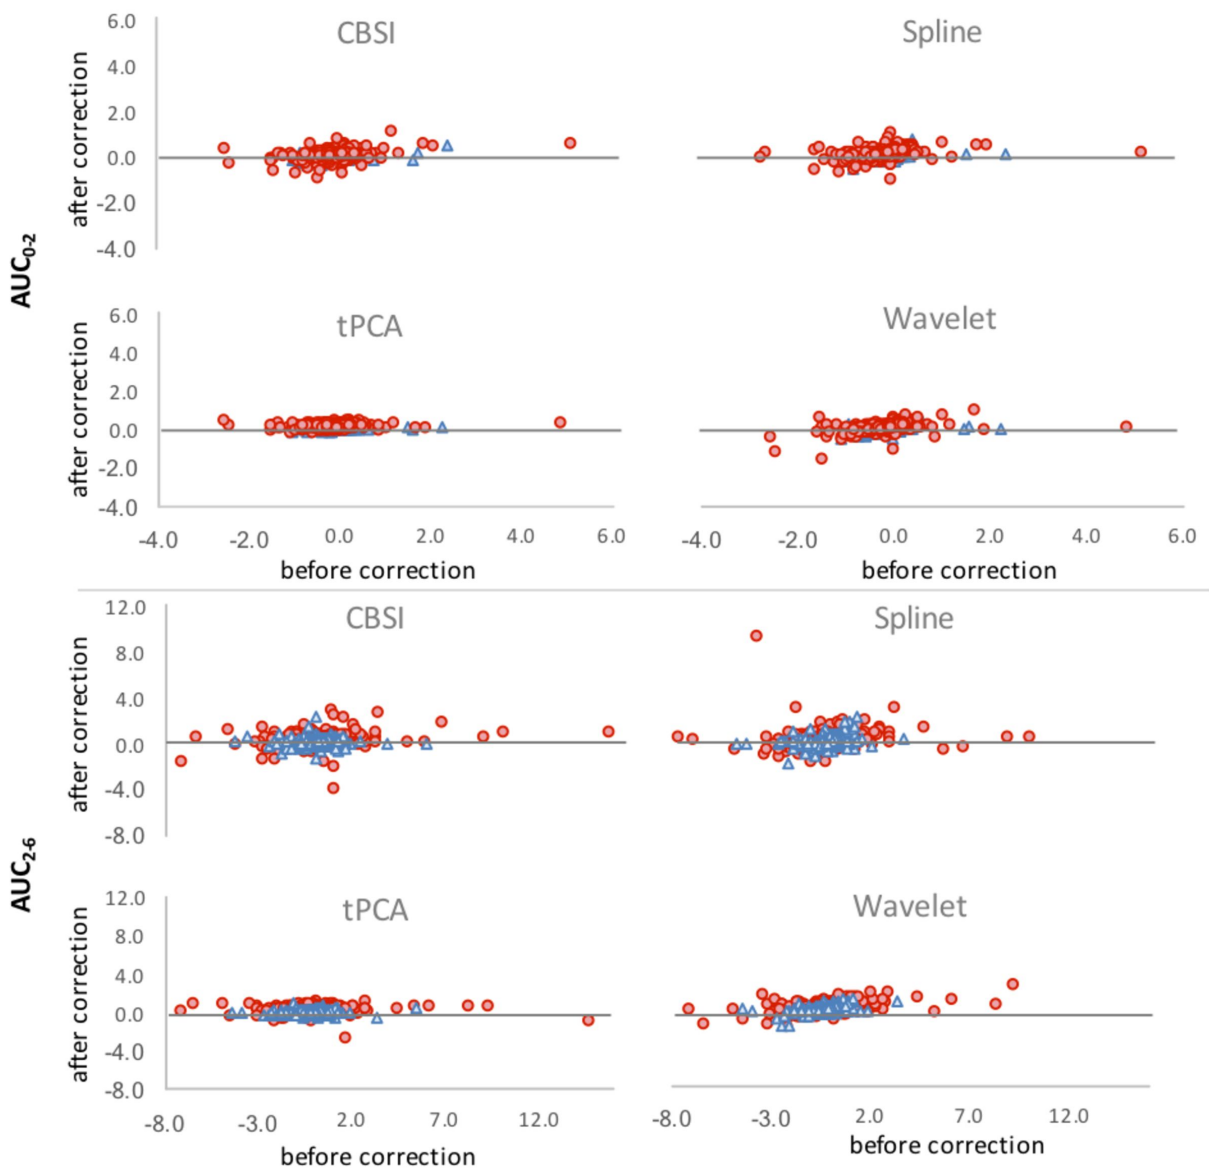 AUC0-2
CBSI
Spline
after correction
6.0
4.0
2.0
0.0
-2.0
-4.0
tPCA
Wavelet
after correction
6.0
4.0
2.0
0.0
-2.0
-4.0
-4.0 -2.0 0.0 2.0 4.0 6.0
-4.0 -2.0 0.0 2.0 4.0 6.0
before correction
before correction
AUC2-6
CBSI
Spline
after correction
12.0
8.0
4.0
0.0
-4.0
-8.0
tPCA
Wavelet
after correction
12.0
8.0
4.0
0.0
-4.0
-8.0
-8.0 -3.0 2.0 7.0 12.0
-8.0 -3.0 2.0 7.0 12.0
before correction
before correction